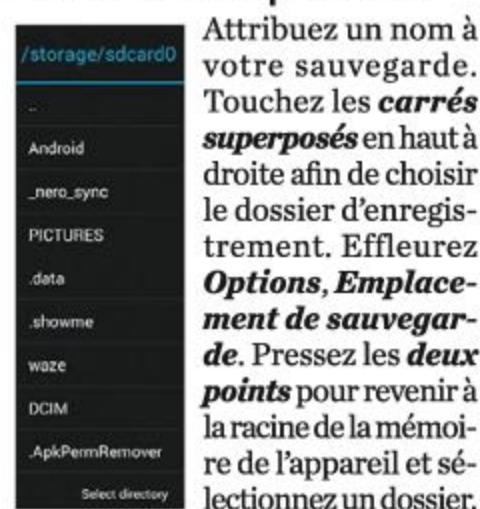 /storage/sdcard0
..
Android
_nero_sync
PICTURES
.data
.showme
waze
DCIM
.ApkPermRemover
Select directory
Attribuez un nom à
votre sauvegarde.
Touchez les carrés
superposés en haut à
droite afin de choisir
le dossier d'enregis-
trement. Effleurez
Options, Emplace-
ment de sauvegar-
de. Pressez les deux
points pour revenir à
la racine de la mémoi-
re de l'appareil et sé-
lectionnez un dossier.